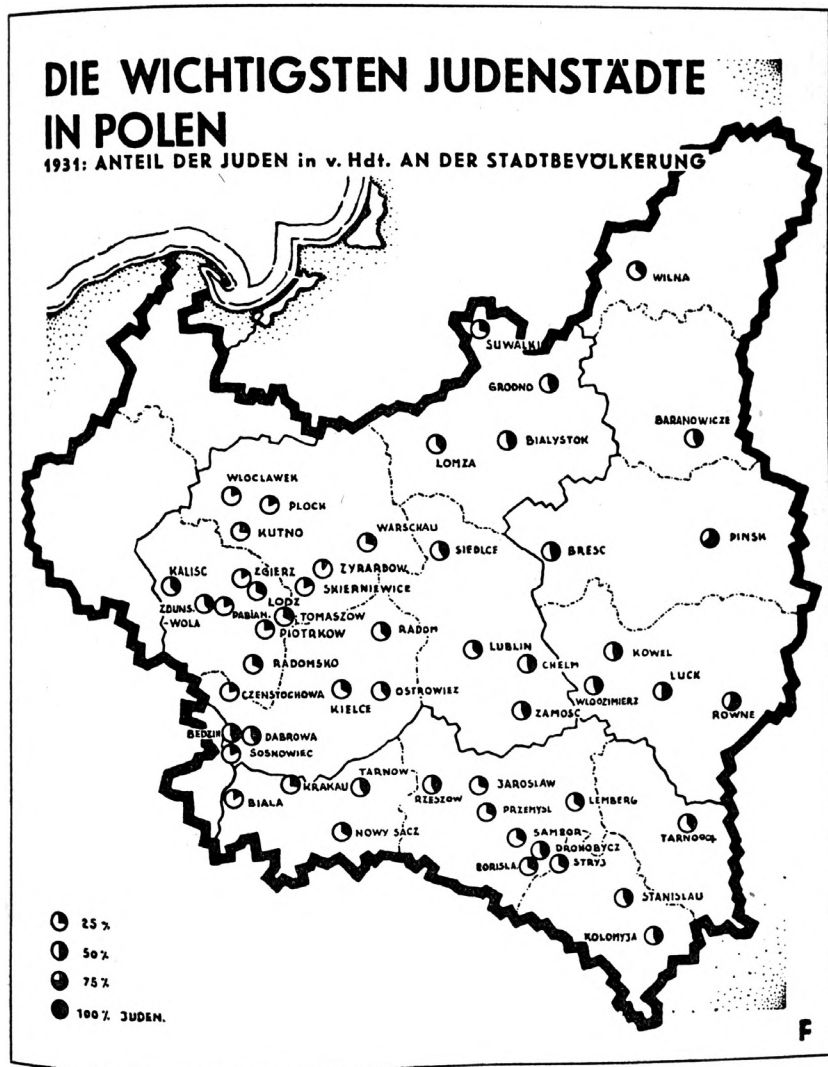 DIE WICHTIGSTEN JUDENSTÄDTE
IN POLEN
1931: ANTEIL DER JUDEN in v. Hdt. AN DER STADTBEVÖLKERUNG
WILNA
SUWALKI
GRODNO
BARANOWICZE
BIALYSTOK
LOMZA
WLOCLAWEK
PLOCH
KUTNO
WARSCHAU
SIEDLCE
BRESC
PINSK
ZGIERZ
ZYRARDOW
KALISC
LODZ
SKIERNIEWICE
ZDUNS.
-WOLA
PABIAN.
TOMASZOW
PIOTRKOW
RADOM
LUBLIN
KOWEL
RADOMSKO
CHELM
LUCK
CZENSTOCHOWA
KIELCE
OSTROWIEZ
WLODZIMIERZ
ROWNE
ZAMOSC
BEDZIN
DABROWA
SOSNOWIEC
TARNOW
KRAKAU
RZESZOW
JAROSLAW
BIALA
PRZEMYSL
LEMBERG
NOWY SACZ
SAMBOR
TARNOPOL
DROHOBYCZ
BORISLA.
STRYJ
STANISLAU
KOLOMYJA
25%
50%
75%
100% JUDEN.
F